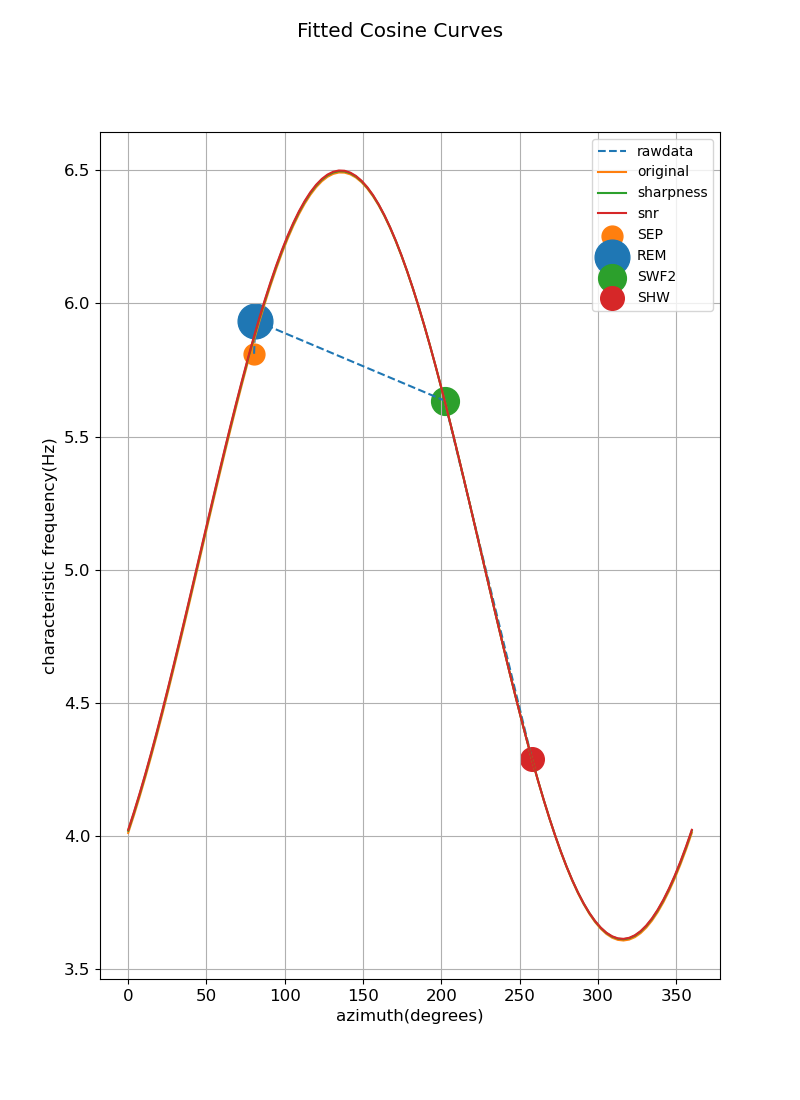 Fitted Cosine Curves
rawdata
original
sharpness
snr
SEP
REM
SWF2
SHW
characteristic frequency(Hz)
6.5
6.0
5.5
5.0
4.5
4.0
3.5
0 50 100 150 200 250 300 350
azimuth(degrees)